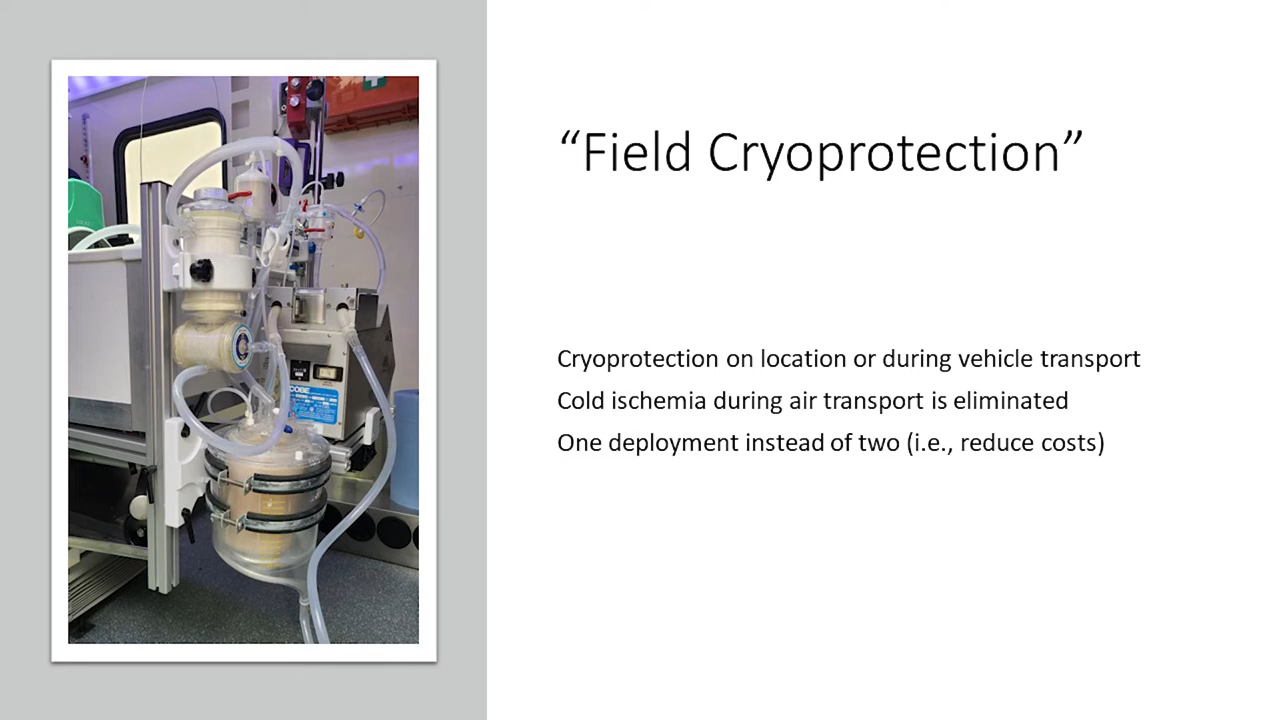 “Field Cryoprotection”
Cryoprotection on location or during vehicle transport
Cold ischemia during air transport is eliminated
One deployment instead of two (i.e., reduce costs)
COBE